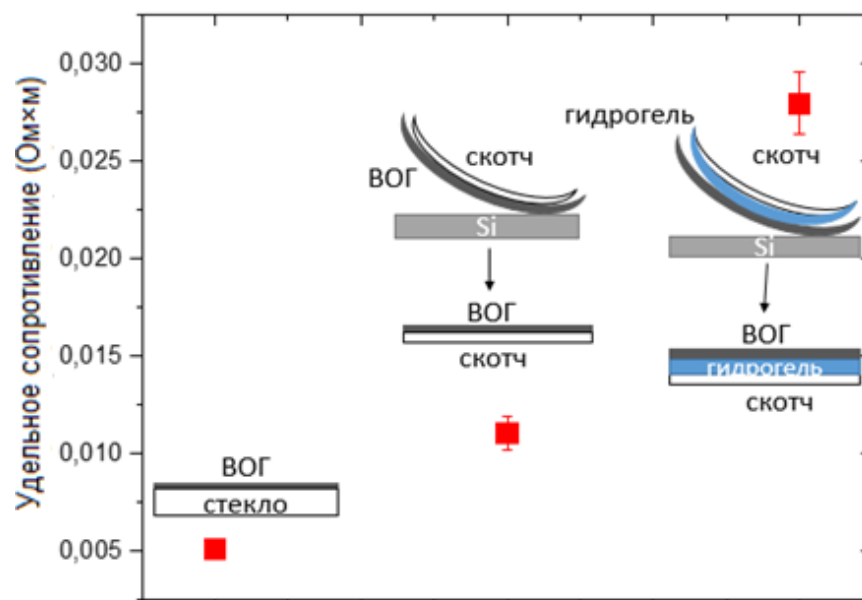 Удельное сопротивление (Ом×м)
0,030
0,025
0,020
0,015
0,010
0,005
ВОГ
стекло
скотч
ВОГ
Si
ВОГ
скотч
гидрогель
скотч
Si
ВОГ
гидрогель
скотч